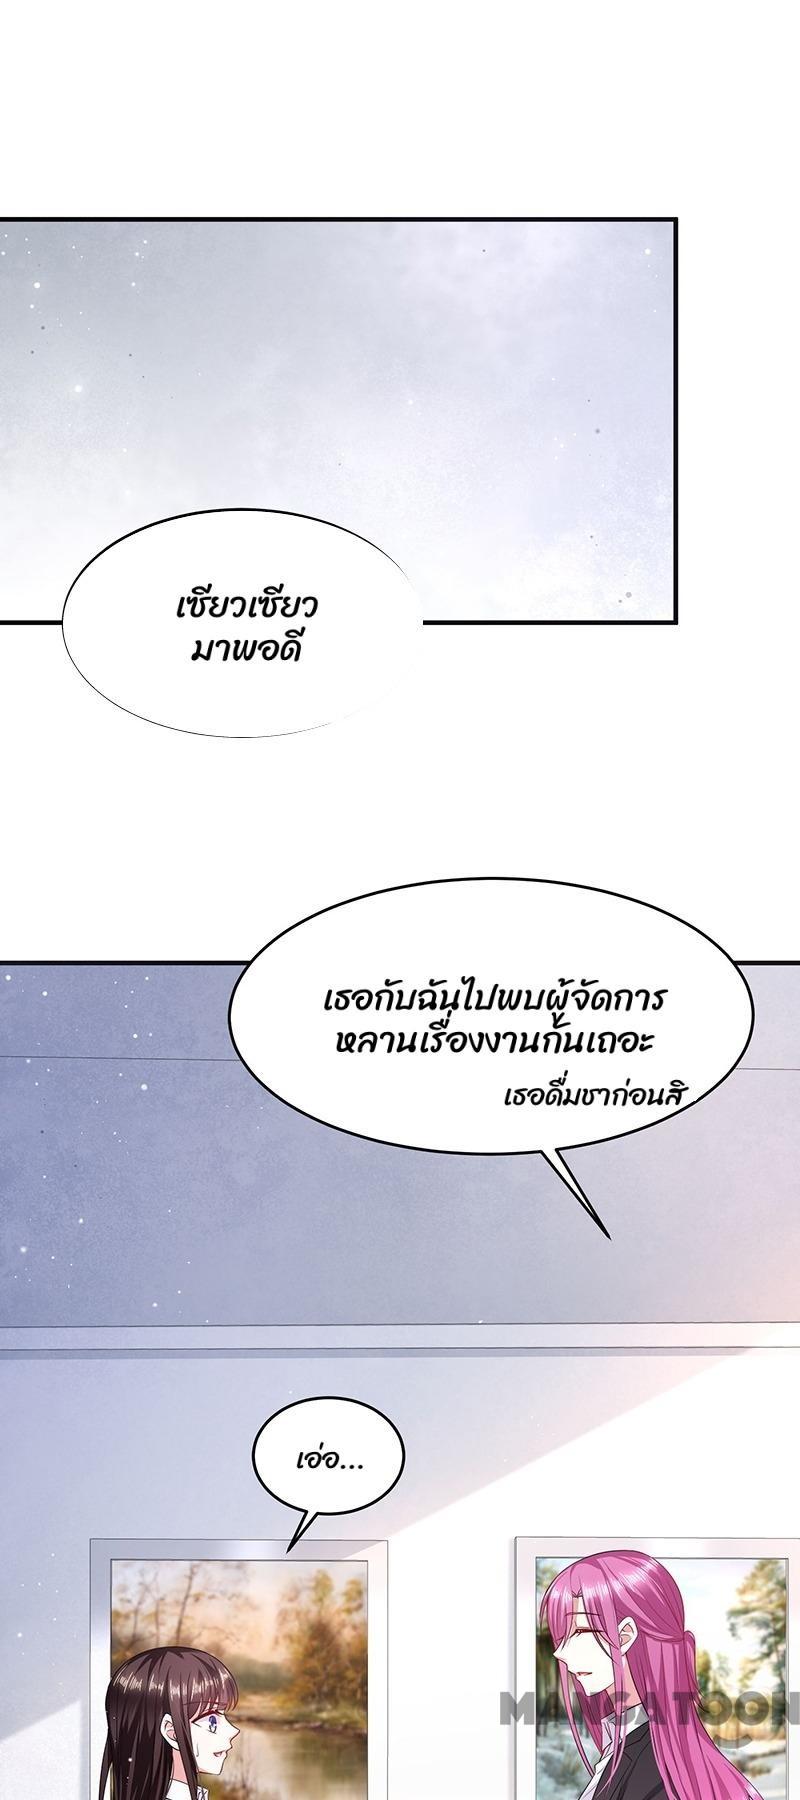 เซียวเซียว
มาพอดี
เธอกับฉันไปพบผู้จัดการ
หลานเรื่องงานกันเถอะ
เธอดื่มชาก่อนสิ
เอ่อ...
MANGATOON